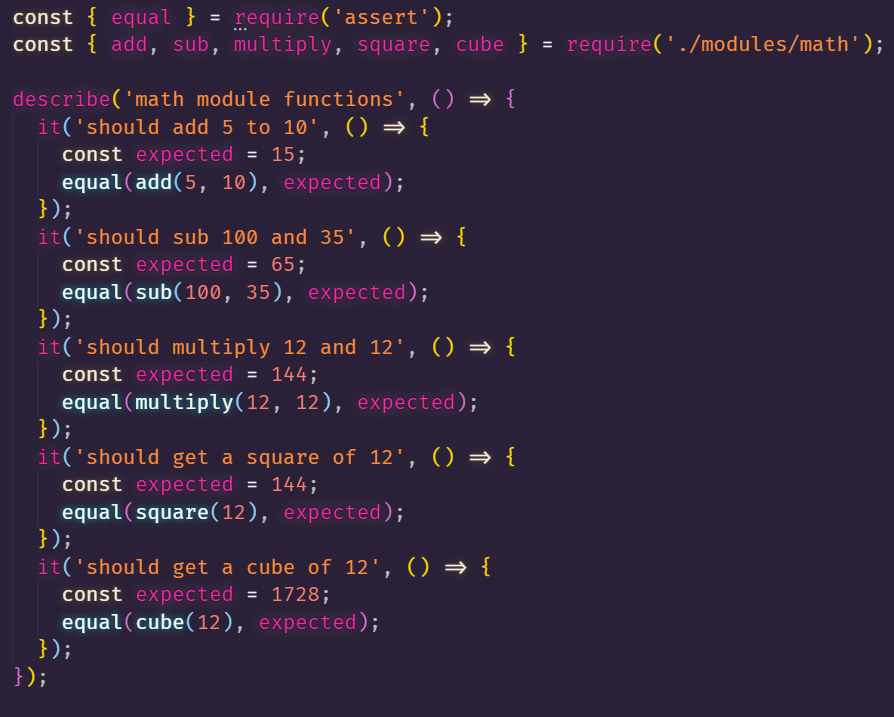 const { equal } = require('assert');
const { add, sub, multiply, square, cube } = require('./modules/math');

describe('math module functions', () => {
  it('should add 5 to 10', () => {
    const expected = 15;
    equal(add(5, 10), expected);
  });
  it('should sub 100 and 35', () => {
    const expected = 65;
    equal(sub(100, 35), expected);
  });
  it('should multiply 12 and 12', () => {
    const expected = 144;
    equal(multiply(12, 12), expected);
  });
  it('should get a square of 12', () => {
    const expected = 144;
    equal(square(12), expected);
  });
  it('should get a cube of 12', () => {
    const expected = 1728;
    equal(cube(12), expected);
  });
});